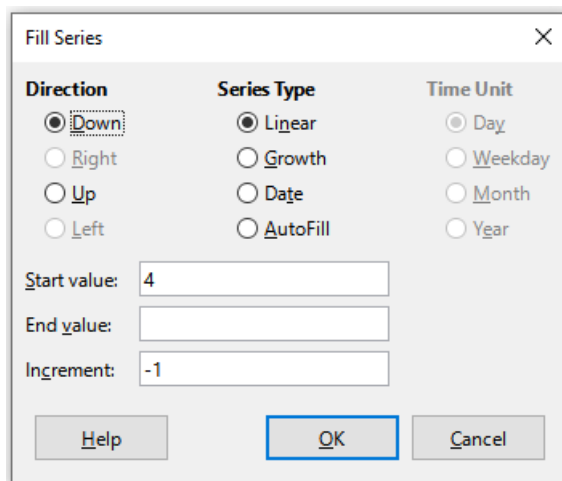 Fill Series
Direction Series Type Time Unit
Down Linear Day
Right Growth Weekday
Up Date Month
Left AutoFill Year
Start value: 4
End value:
Increment: -1
Help OK Cancel